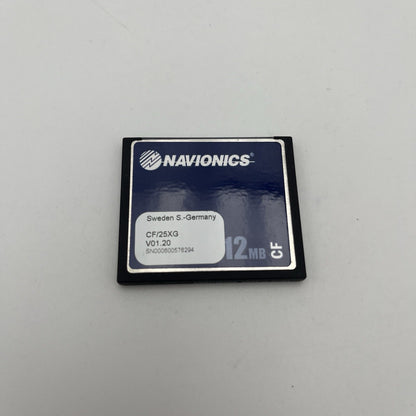 NAVIONICS
Sweden S.-Germany
CF/25XG
V01.20
SN000600576294
12MB
CF